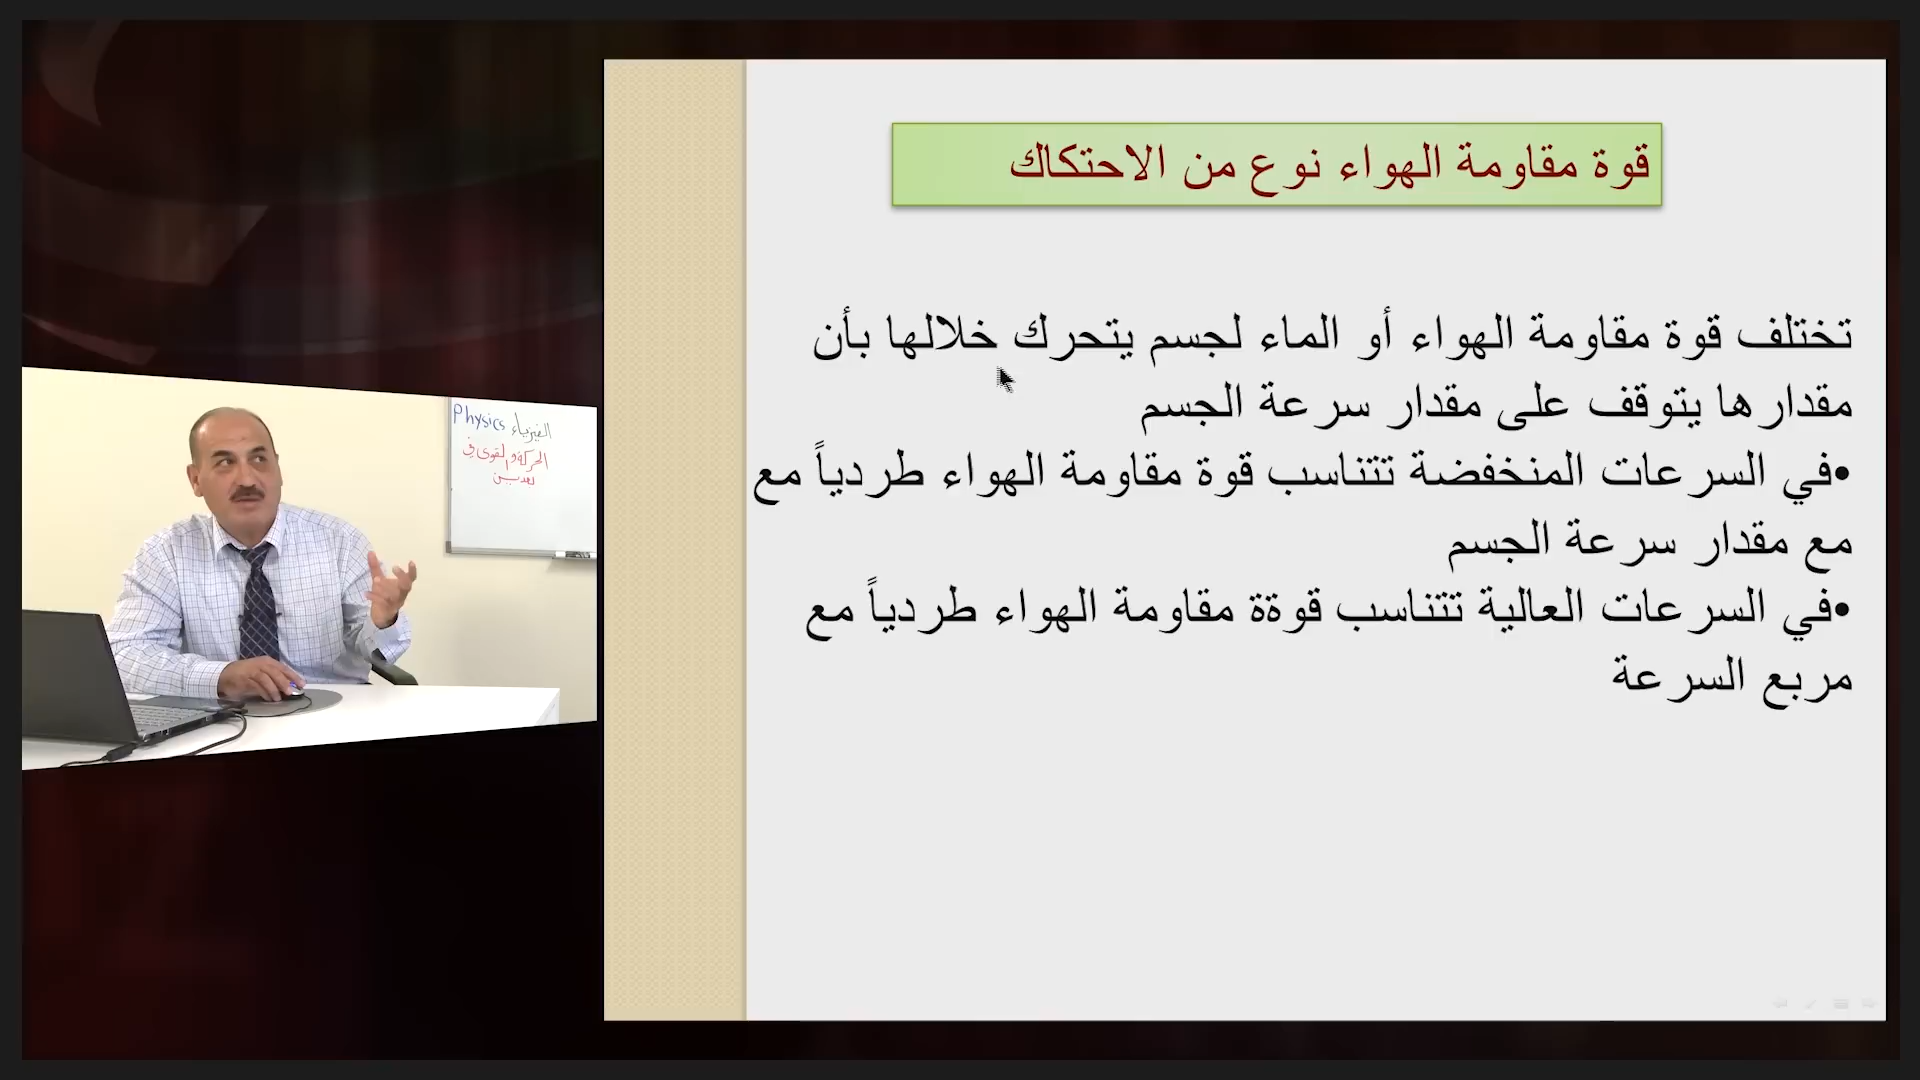 قوة مقاومة الهواء نوع من الاحتكاك
تختلف قوة مقاومة الهواء أو الماء لجسم يتحرك خلالها بأن
مقدارها يتوقف على مقدار سرعة الجسم
•في السرعات المنخفضة تتناسب قوة مقاومة الهواء طردياً مع
مع مقدار سرعة الجسم
•في السرعات العالية تتناسب قوةة مقاومة الهواء طردياً مع
مربع السرعة
الفيزياء Physics
الحركة والقوى في
بعدين